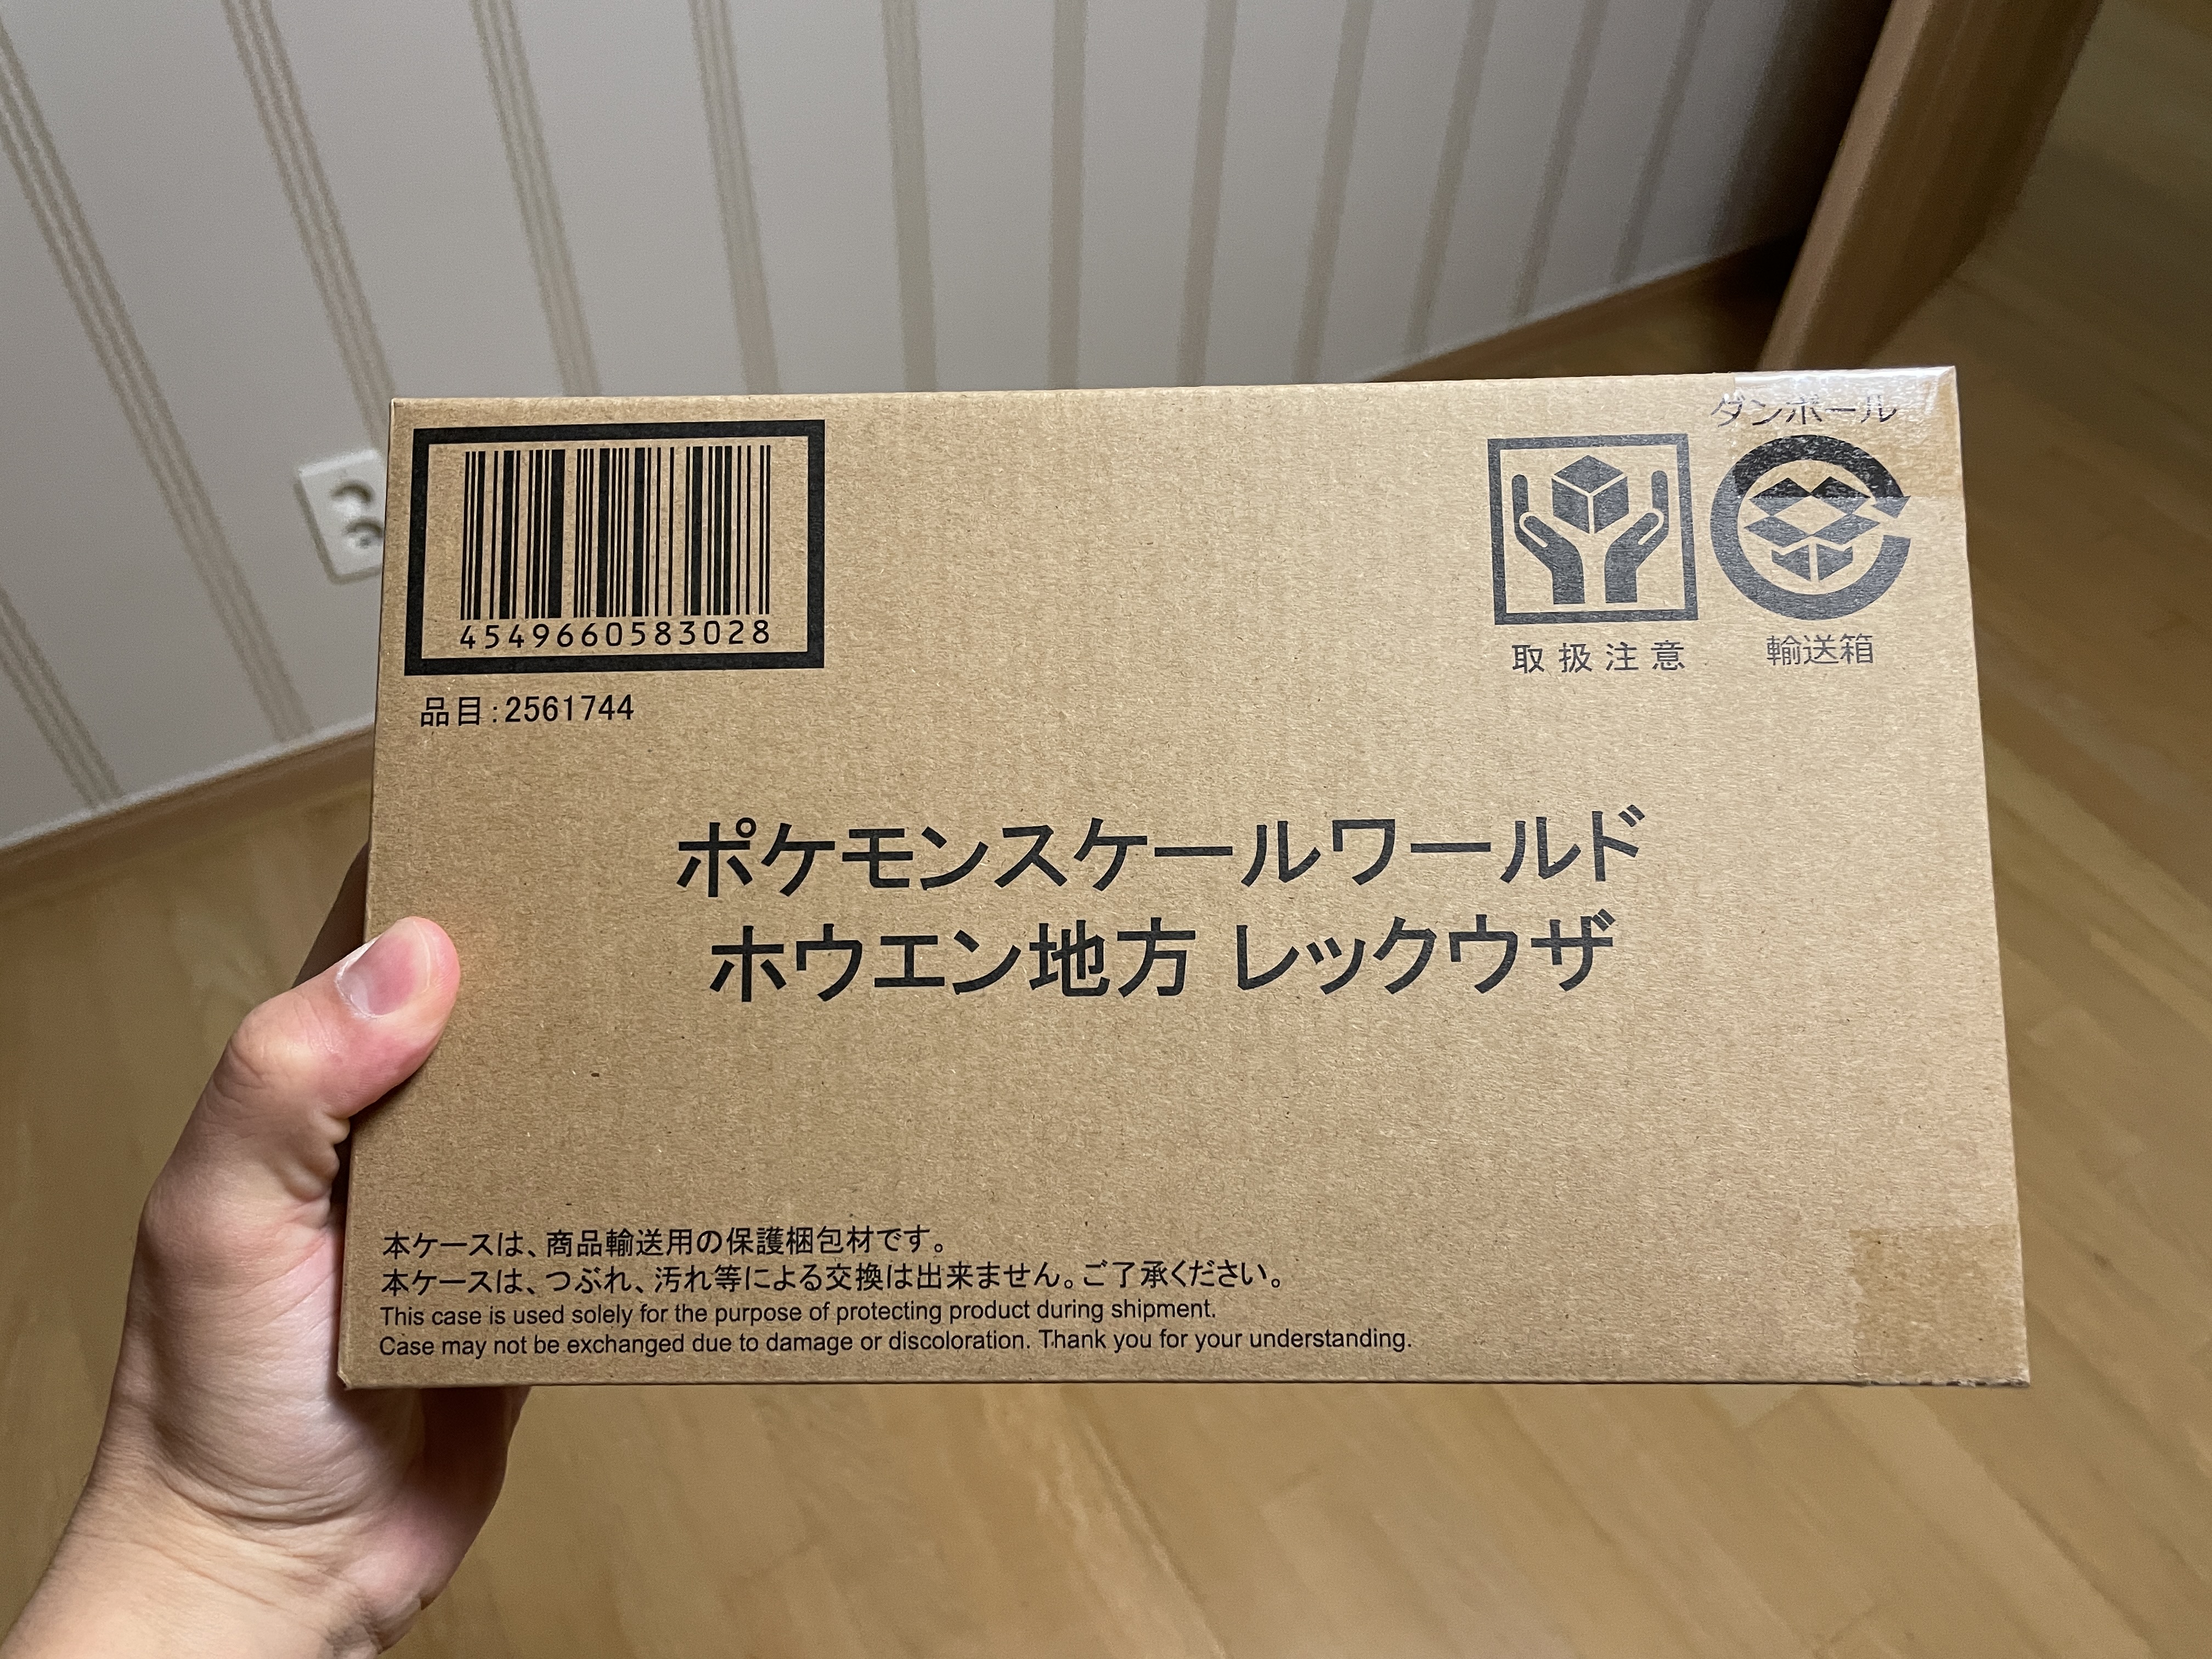 4549660583028
品目:2561744
取扱注意
ダンボール
輸送箱
ポケモンスケールワールド
ホウエン地方 レックウザ
本ケースは、商品輸送用の保護梱包材です。
本ケースは、つぶれ、汚れ等による交換は出来ません。ご了承ください。
This case is used solely for the purpose of protecting product during shipment.
Case may not be exchanged due to damage or discoloration. Thank you for your understanding.